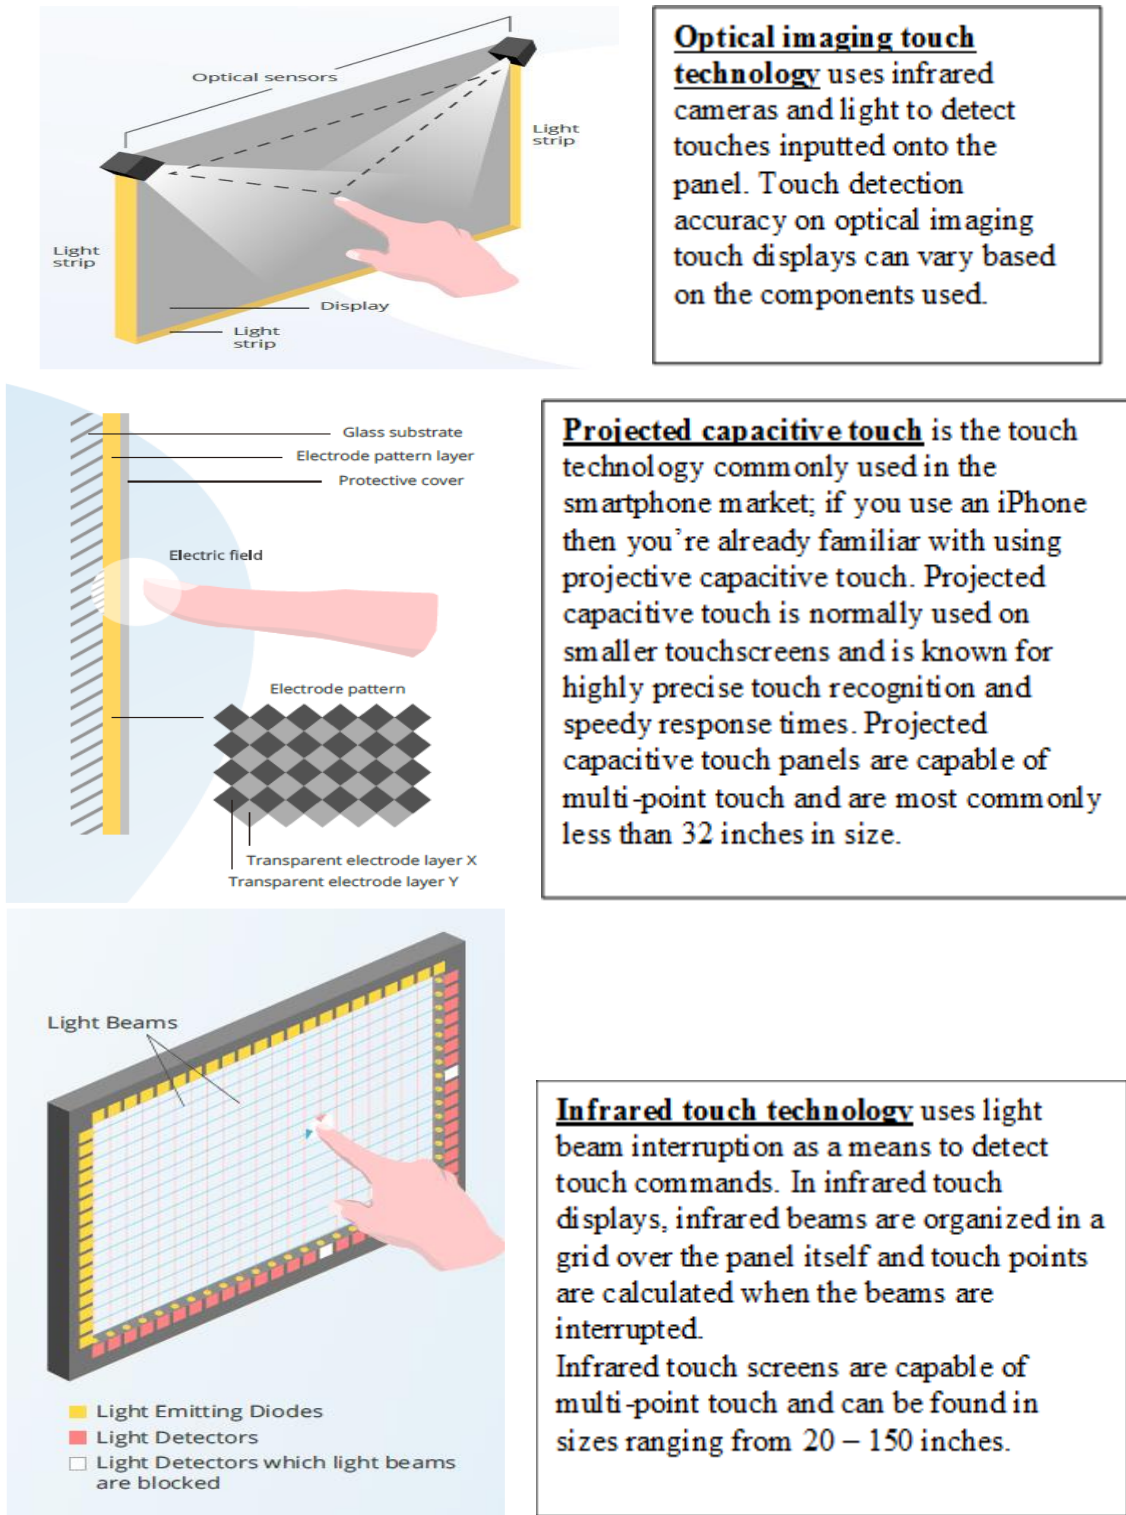 Optical sensors
Light
strip
Light
strip
Display
Light
strip
Optical imaging touch
technology uses infrared
cameras and light to detect
touches inputted onto the
panel. Touch detection
accuracy on optical imaging
touch displays can vary based
on the components used.
Glass substrate
Electrode pattern layer
Protective cover
Electric field
Electrode pattern
Transparent electrode layer X
Transparent electrode layer Y
Projected capacitive touch is the touch
technology commonly used in the
smartphone market; if you use an iPhone
then you’re already familiar with using
projective capacitive touch. Projected
capacitive touch is normally used on
smaller touchscreens and is known for
highly precise touch recognition and
speedy response times. Projected
capacitive touch panels are capable of
multi-point touch and are most commonly
less than 32 inches in size.
Light Beams
Light Emitting Diodes
Light Detectors
Light Detectors which light beams
are blocked
Infrared touch technology uses light
beam interruption as a means to detect
touch commands. In infrared touch
displays, infrared beams are organized in a
grid over the panel itself and touch points
are calculated when the beams are
interrupted.
Infrared touch screens are capable of
multi-point touch and can be found in
sizes ranging from 20 – 150 inches.